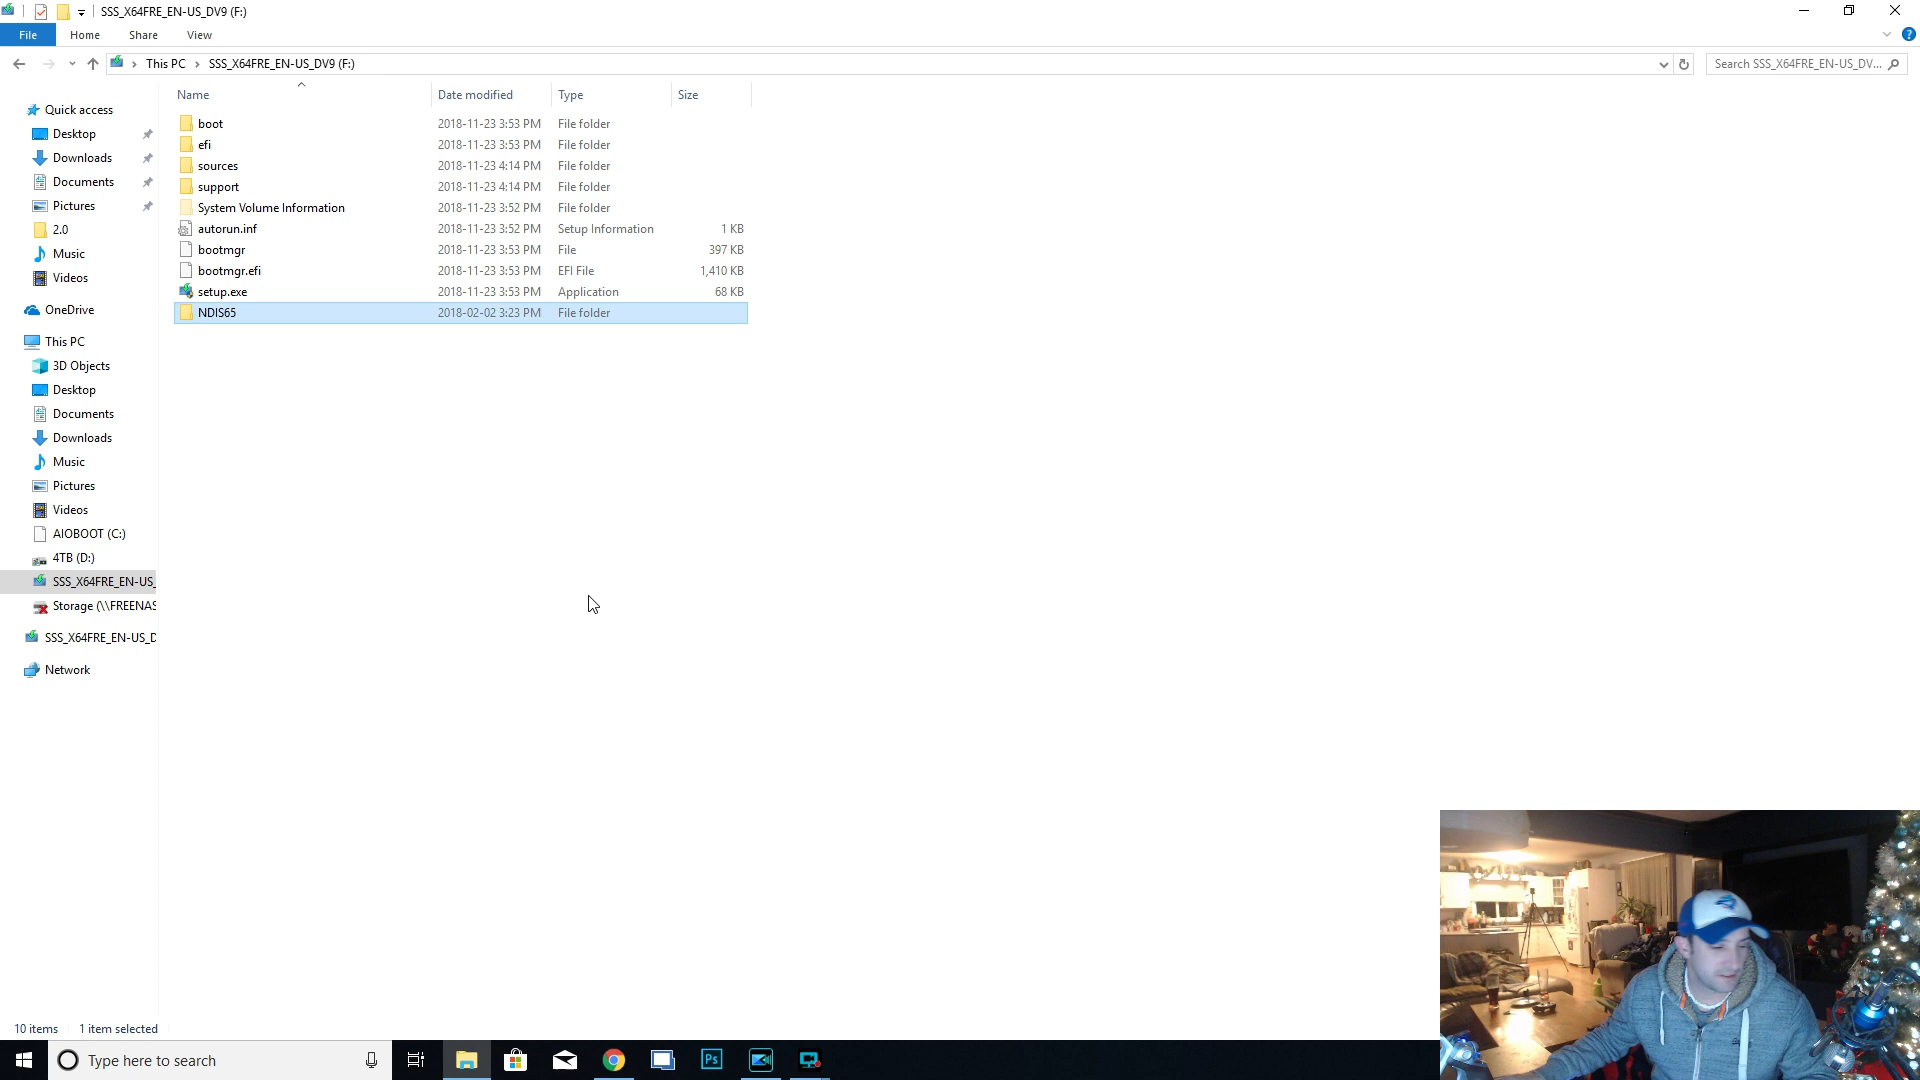 SSS_X64FRE_EN-US_DV9 (F:)
File Home Share View
This PC SSS_X64FRE_EN-US_DV9 (F:)
Search SSS_X64FRE_EN-US_DV...
Name Date modified Type Size
boot 2018-11-23 3:53 PM File folder
efi 2018-11-23 3:53 PM File folder
sources 2018-11-23 4:14 PM File folder
support 2018-11-23 4:14 PM File folder
System Volume Information 2018-11-23 3:52 PM File folder
autorun.inf 2018-11-23 3:52 PM Setup Information 1 KB
bootmgr 2018-11-23 3:53 PM File 397 KB
bootmgr.efi 2018-11-23 3:53 PM EFI File 1,410 KB
setup.exe 2018-11-23 3:53 PM Application 68 KB
NDIS65 2018-02-02 3:23 PM File folder
Quick access
Desktop
Downloads
Documents
Pictures
2.0
Music
Videos
OneDrive
This PC
3D Objects
Desktop
Documents
Downloads
Music
Pictures
Videos
AIOBOOT (C:)
4TB (D:)
SSS_X64FRE_EN-US_
Storage (\\FREENAS
SSS_X64FRE_EN-US_D
Network
10 items 1 item selected
Type here to search
Ps